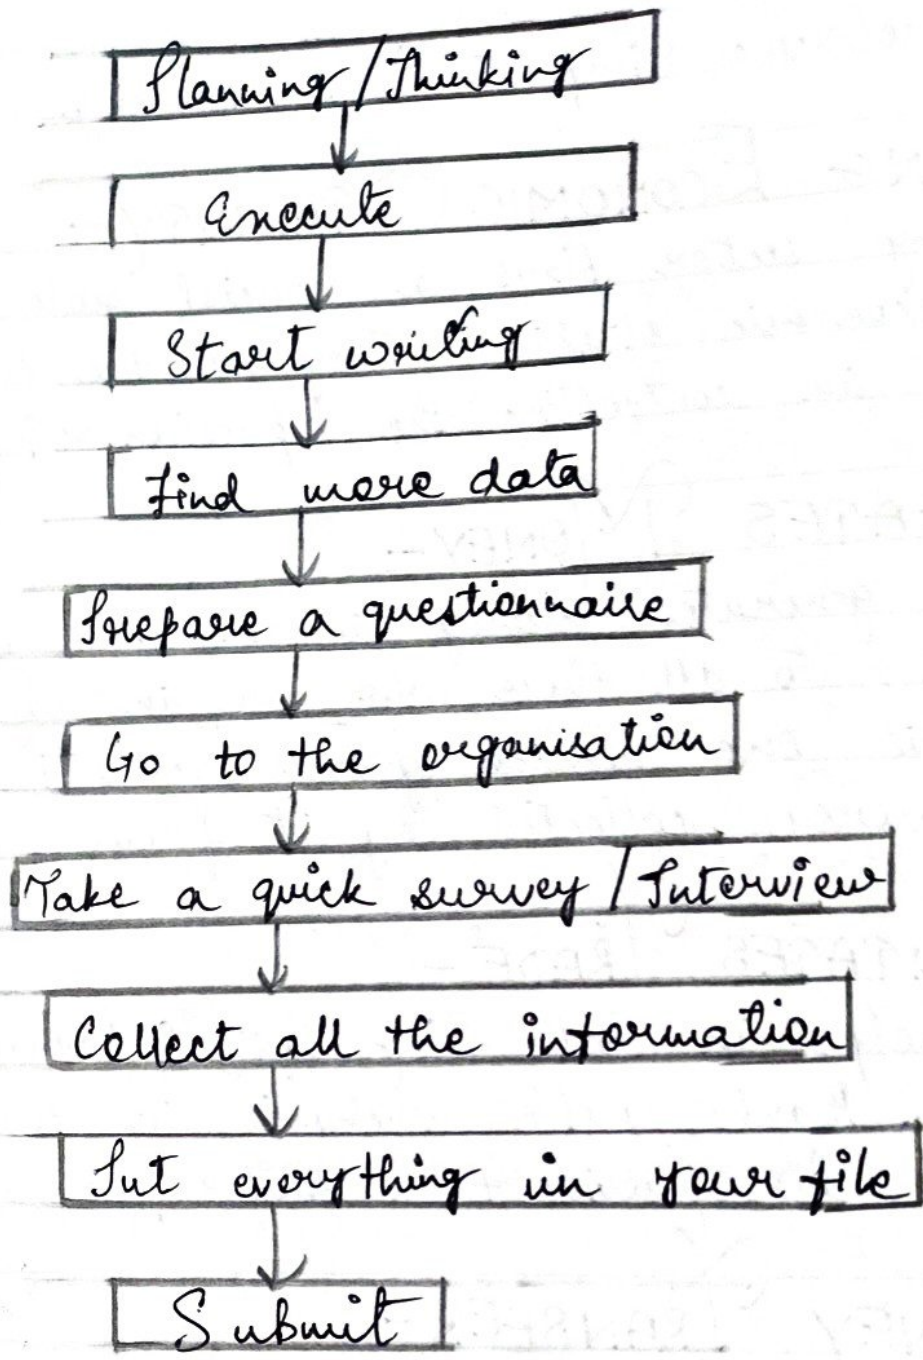 Planning / Thinking
Execute
Start writing
Find more data
Prepare a questionnaire
Go to the organisation
Take a quick survey / Interview
Collect all the information
Put everything in your file
Submit